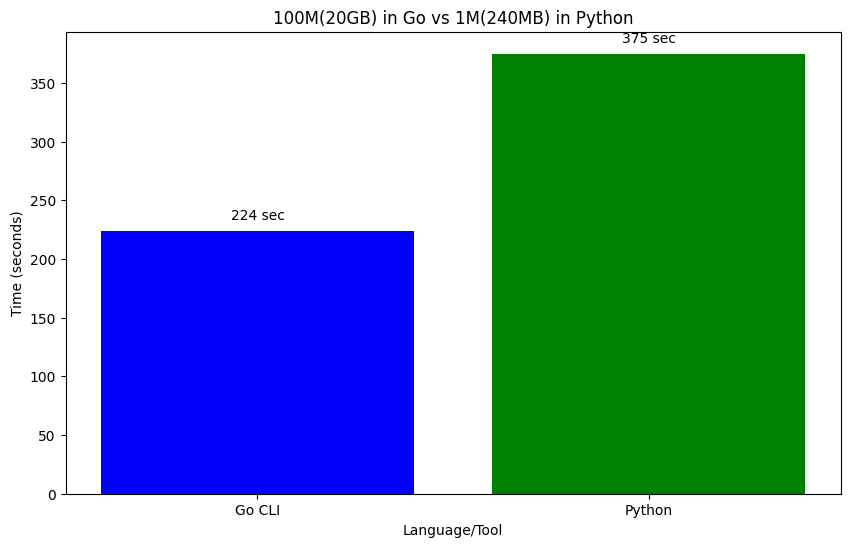 100M(20GB) in Go vs 1M(240MB) in Python
375 sec
224 sec
Time (seconds)
350
300
250
200
150
100
50
0
Go CLI
Python
Language/Tool